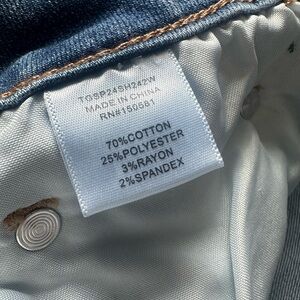 TGSP24SH242W
MADE IN CHINA
RN#150581
70%COTTON
25%POLYESTER
3%RAYON
2%SPANDEX